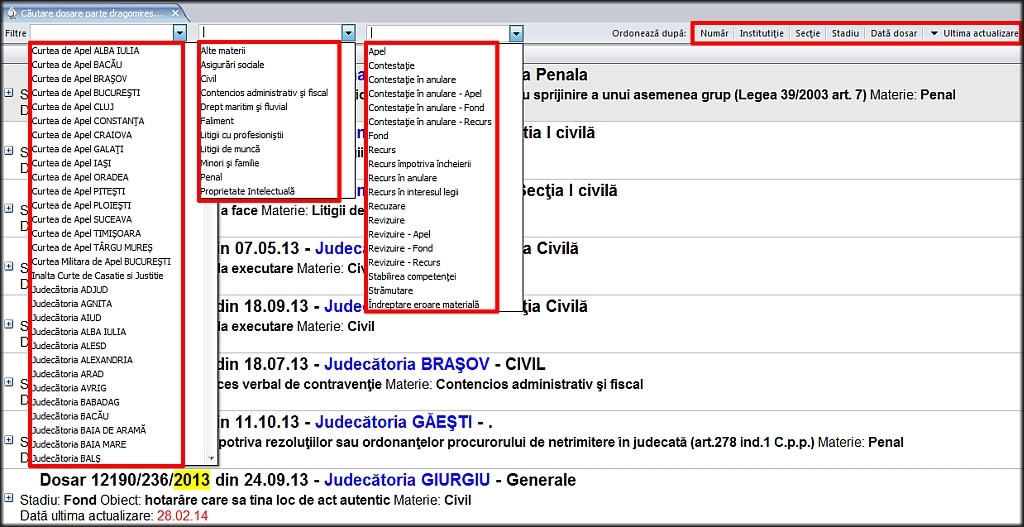 Căutare dosare parte dragomires...
Filtre
Ordonează după: Număr Instituţie Secţie Stadiu Dată dosar Ultima actualizare
Curtea de Apel ALBA IULIA
Curtea de Apel BACĂU
Curtea de Apel BRAŞOV
Curtea de Apel BUCUREŞTI
Curtea de Apel CLUJ
Curtea de Apel CONSTANŢA
Curtea de Apel CRAIOVA
Curtea de Apel GALAŢI
Curtea de Apel IAŞI
Curtea de Apel ORADEA
Curtea de Apel PITEŞTI
Curtea de Apel PLOIEŞTI
Curtea de Apel SUCEAVA
Curtea de Apel TIMIŞOARA
Curtea de Apel TÂRGU MUREŞ
Curtea Militara de Apel BUCUREŞTI
Inalta Curte de Casatie si Justitie
Judecătoria ADJUD
Judecătoria AGNITA
Judecătoria AIUD
Judecătoria ALBA IULIA
Judecătoria ALESD
Judecătoria ALEXANDRIA
Judecătoria ARAD
Judecătoria AVRIG
Judecătoria BABADAG
Judecătoria BACĂU
Judecătoria BAIA DE ARAMĂ
Judecătoria BAIA MARE
Judecătoria BALŞ
Alte materii
Asigurări sociale
Civil
Contencios administrativ şi fiscal
Drept maritim şi fluvial
Faliment
Litigii cu profesioniştii
Litigii de muncă
Minori şi familie
Penal
Proprietate Intelectuală
Apel
Contestaţie
Contestaţie în anulare
Contestaţie în anulare - Apel
Contestaţie în anulare - Fond
Contestaţie în anulare - Recurs
Fond
Recurs
Recurs împotriva încheierii
Recurs în anulare
Recurs în interesul legii
Recuzare
Revizuire
Revizuire - Apel
Revizuire - Fond
Revizuire - Recurs
Stabilirea competenţei
Strămutare
Îndreptare eroare materială
a Penala
u sprijinire a unui asemenea grup (Legea 39/2003 art. 7) Materie: Penal
ţia I civilă
Secţia I civilă
a face Materie: Litigii de
in 07.05.13 - Judec ia Civilă
la executare Materie: Civ
din 18.09.13 - Jude ţia Civilă
la executare Materie: Civil
din 18.07.13 - Judecătoria BRAŞOV - CIVIL
ces verbal de contravenţie Materie: Contencios administrativ şi fiscal
din 11.10.13 - Judecătoria GĂEŞTI - .
potriva rezoluţiilor sau ordonanţelor procurorului de netrimitere în judecată (art.278 ind.1 C.p.p.) Materie: Penal
Dosar 12190/236/2013 din 24.09.13 - Judecătoria GIURGIU - Generale
Stadiu: Fond Obiect: hotarâre care sa tina loc de act autentic Materie: Civil
Dată ultima actualizare: 28.02.14